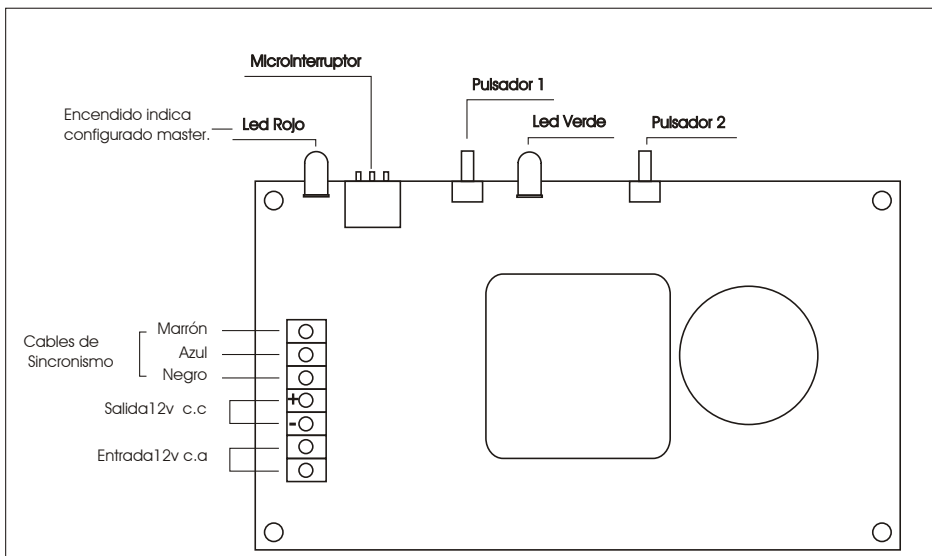 Microinterruptor
Pulsador 1
Encendido indica
configurado master.
Led Rojo
Led Verde
Pulsador 2
Cables de
Sincronismo
Marrón
Azul
Negro
Salida12v c.c
+
-
Entrada12v c.a